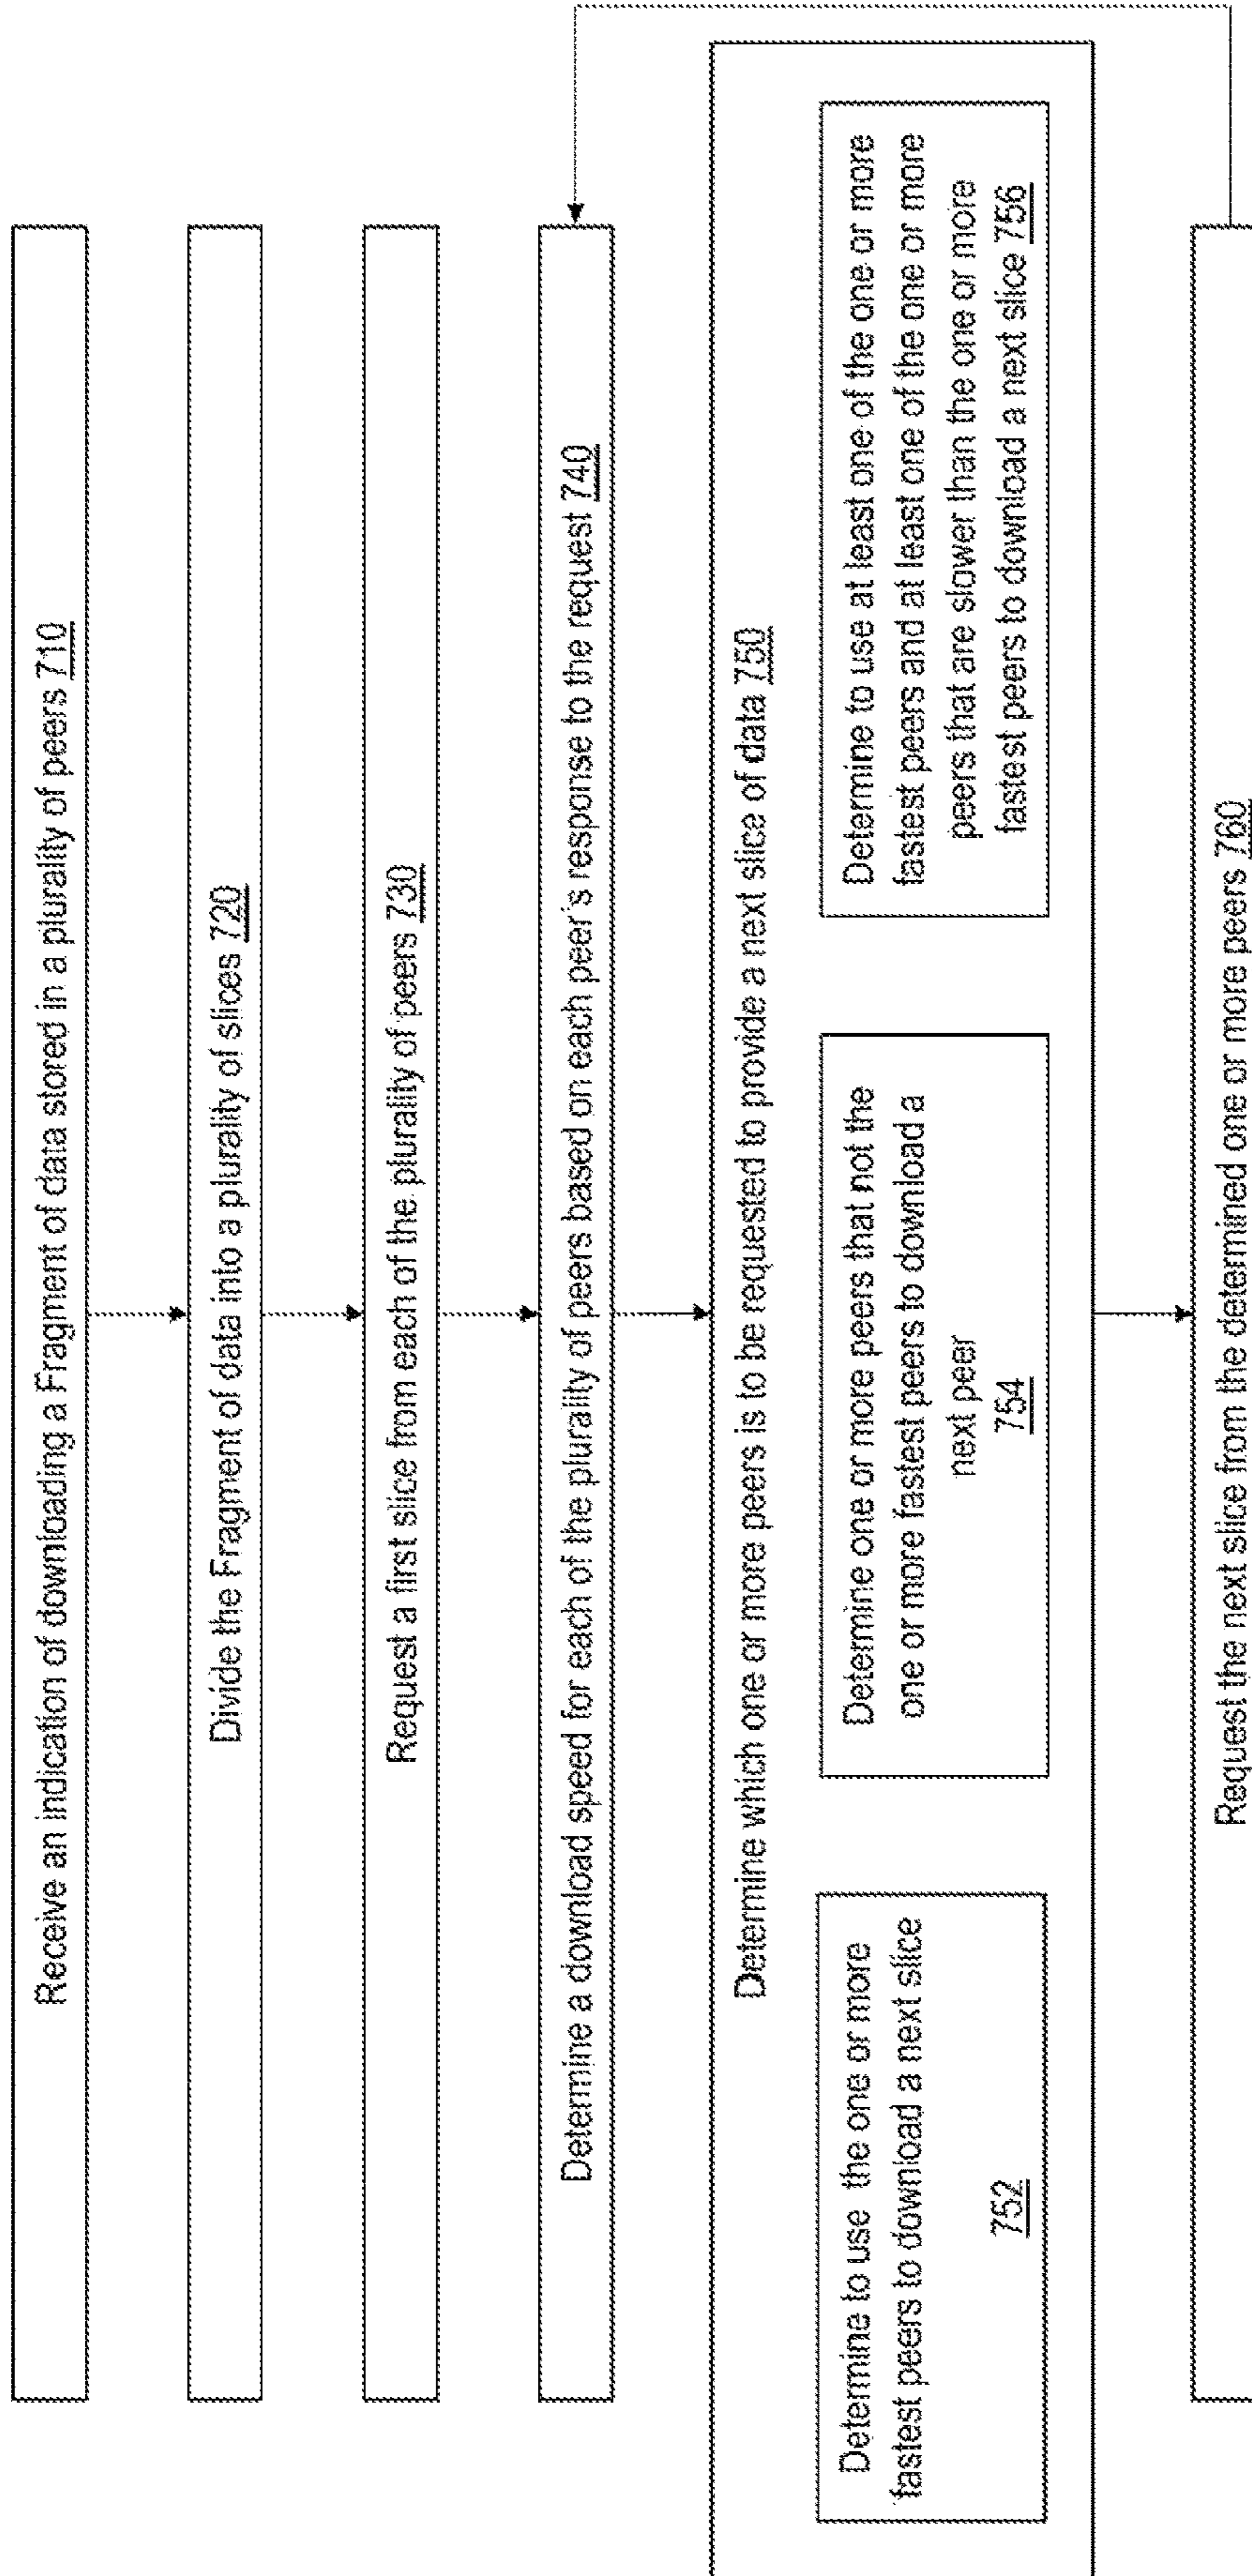 Receive an indication of downloading a Fragment of data stored in a plurality of peers 710
Divide the Fragment of data into a plurality of slices 720
Request a first slice from each of the plurality of peers 730
Determine a download speed for each of the plurality of peers based on each peer's response to the request 740
Determine which one or more peers is to be requested to provide a next slice of data 750
Determine to use the one or more
fastest peers to download a next slice
752
Determine one or more peers that not the
one or more fastest peers to download a
next peer
754
Determine to use at least one of the one or more
fastest peers and at least one of the one or more
peers that are slower than the one or more
fastest peers to download a next slice 756
Request the next slice from the determined one or more peers 760